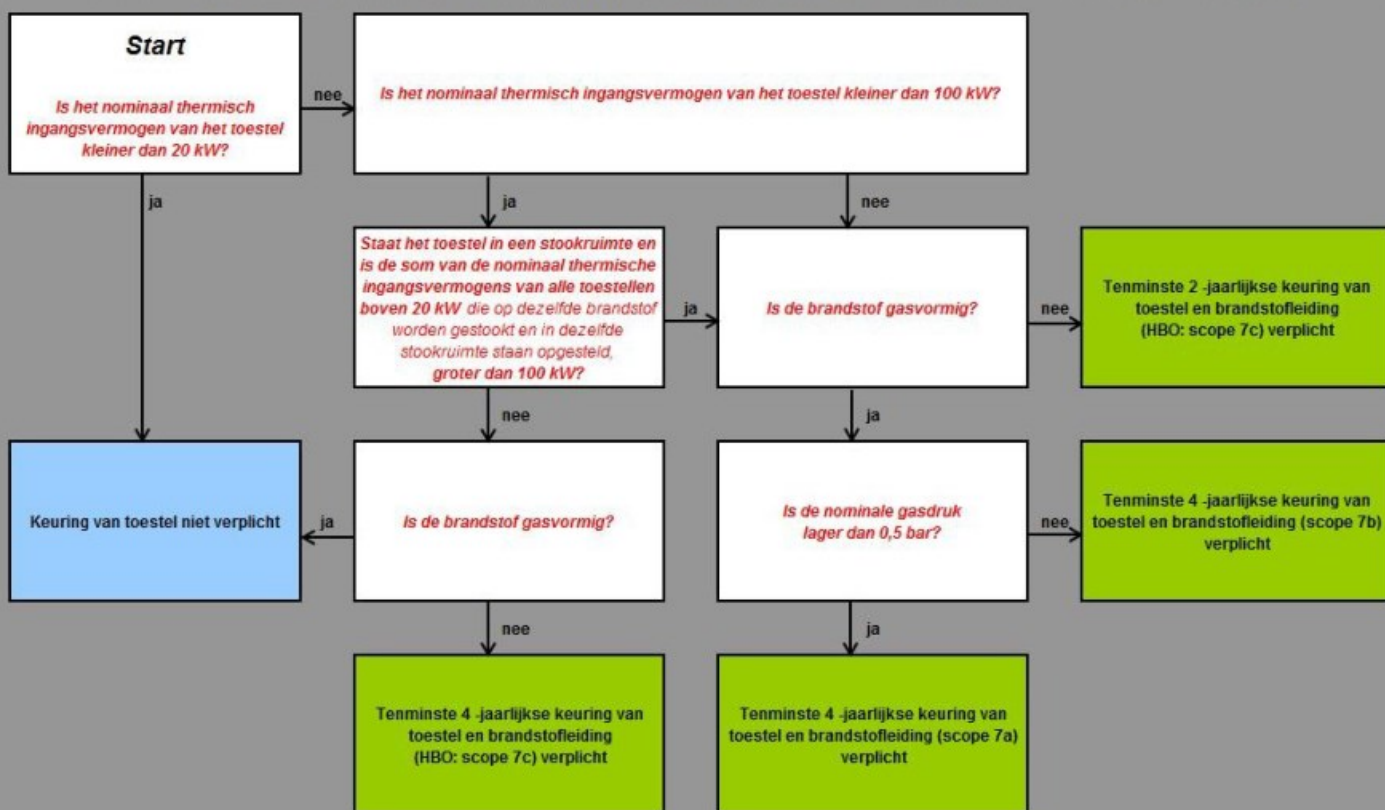 Start
Is het nominaal thermisch
ingangsvermogen van het toestel
kleiner dan 20 kW?
nee
Is het nominaal thermisch ingangsvermogen van het toestel kleiner dan 100 kW?
ja
ja
nee
Staat het toestel in een stookruimte en
is de som van de nominaal thermische
ingangsvermogens van alle toestellen
boven 20 kW die op dezelfde brandstof
worden gestookt en in dezelfde
stookruimte staan opgesteld,
groter dan 100 kW?
ja
Is de brandstof gasvormig?
nee
Tenminste 2 -jaarlijkse keuring van
toestel en brandstofleiding
(HBO: scope 7c) verplicht
nee
ja
Keuring van toestel niet verplicht
ja
Is de brandstof gasvormig?
Is de nominale gasdruk
lager dan 0,5 bar?
nee
Tenminste 4 -jaarlijkse keuring van
toestel en brandstofleiding (scope 7b)
verplicht
nee
ja
Tenminste 4 -jaarlijkse keuring van
toestel en brandstofleiding
(HBO: scope 7c) verplicht
Tenminste 4 -jaarlijkse keuring van
toestel en brandstofleiding (scope 7a)
verplicht